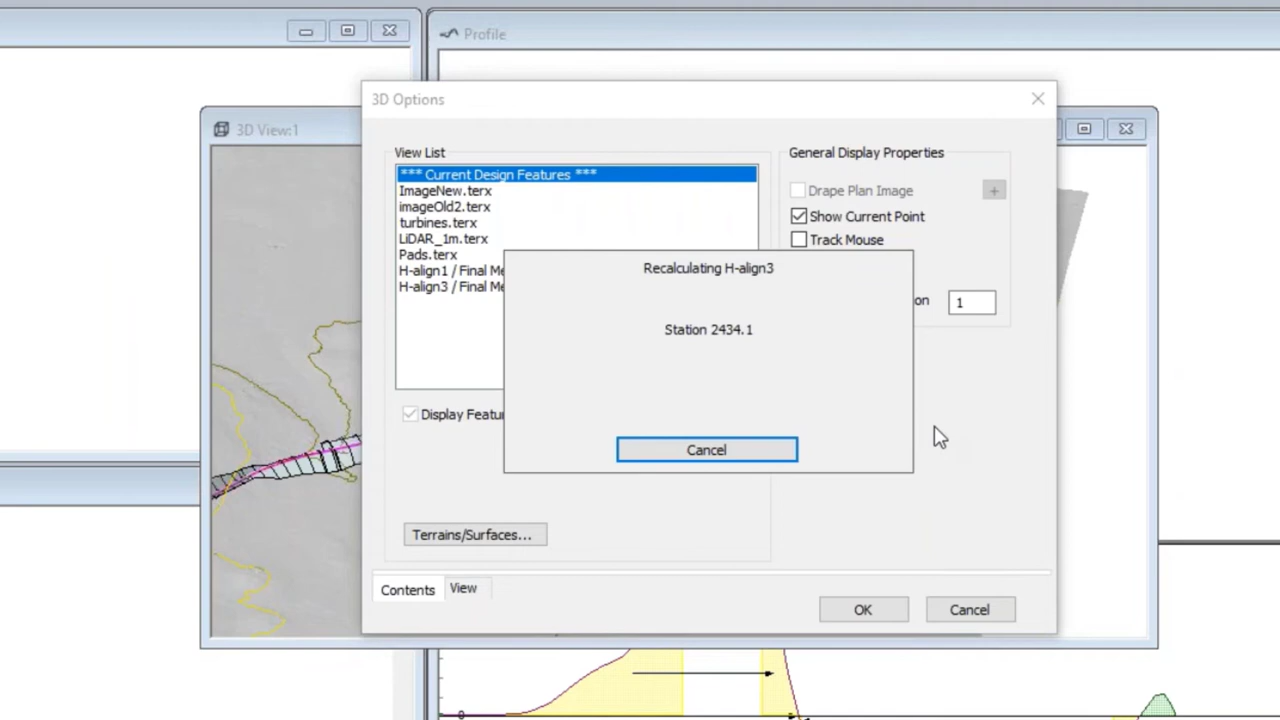 Profile
3D Options
3D View:1
View List
General Display Properties
*** Current Design Features ***
ImageNew.terx
imageOld2.terx
turbines.terx
LiDAR_1m.terx
Pads.terx
H-align1 / Final Me
H-align3 / Final Me
Drape Plan Image
+
Show Current Point
Track Mouse
on
1
Recalculating H-align3
Station 2434.1
Cancel
Display Featu
Terrains/Surfaces...
Contents
View
OK
Cancel
0